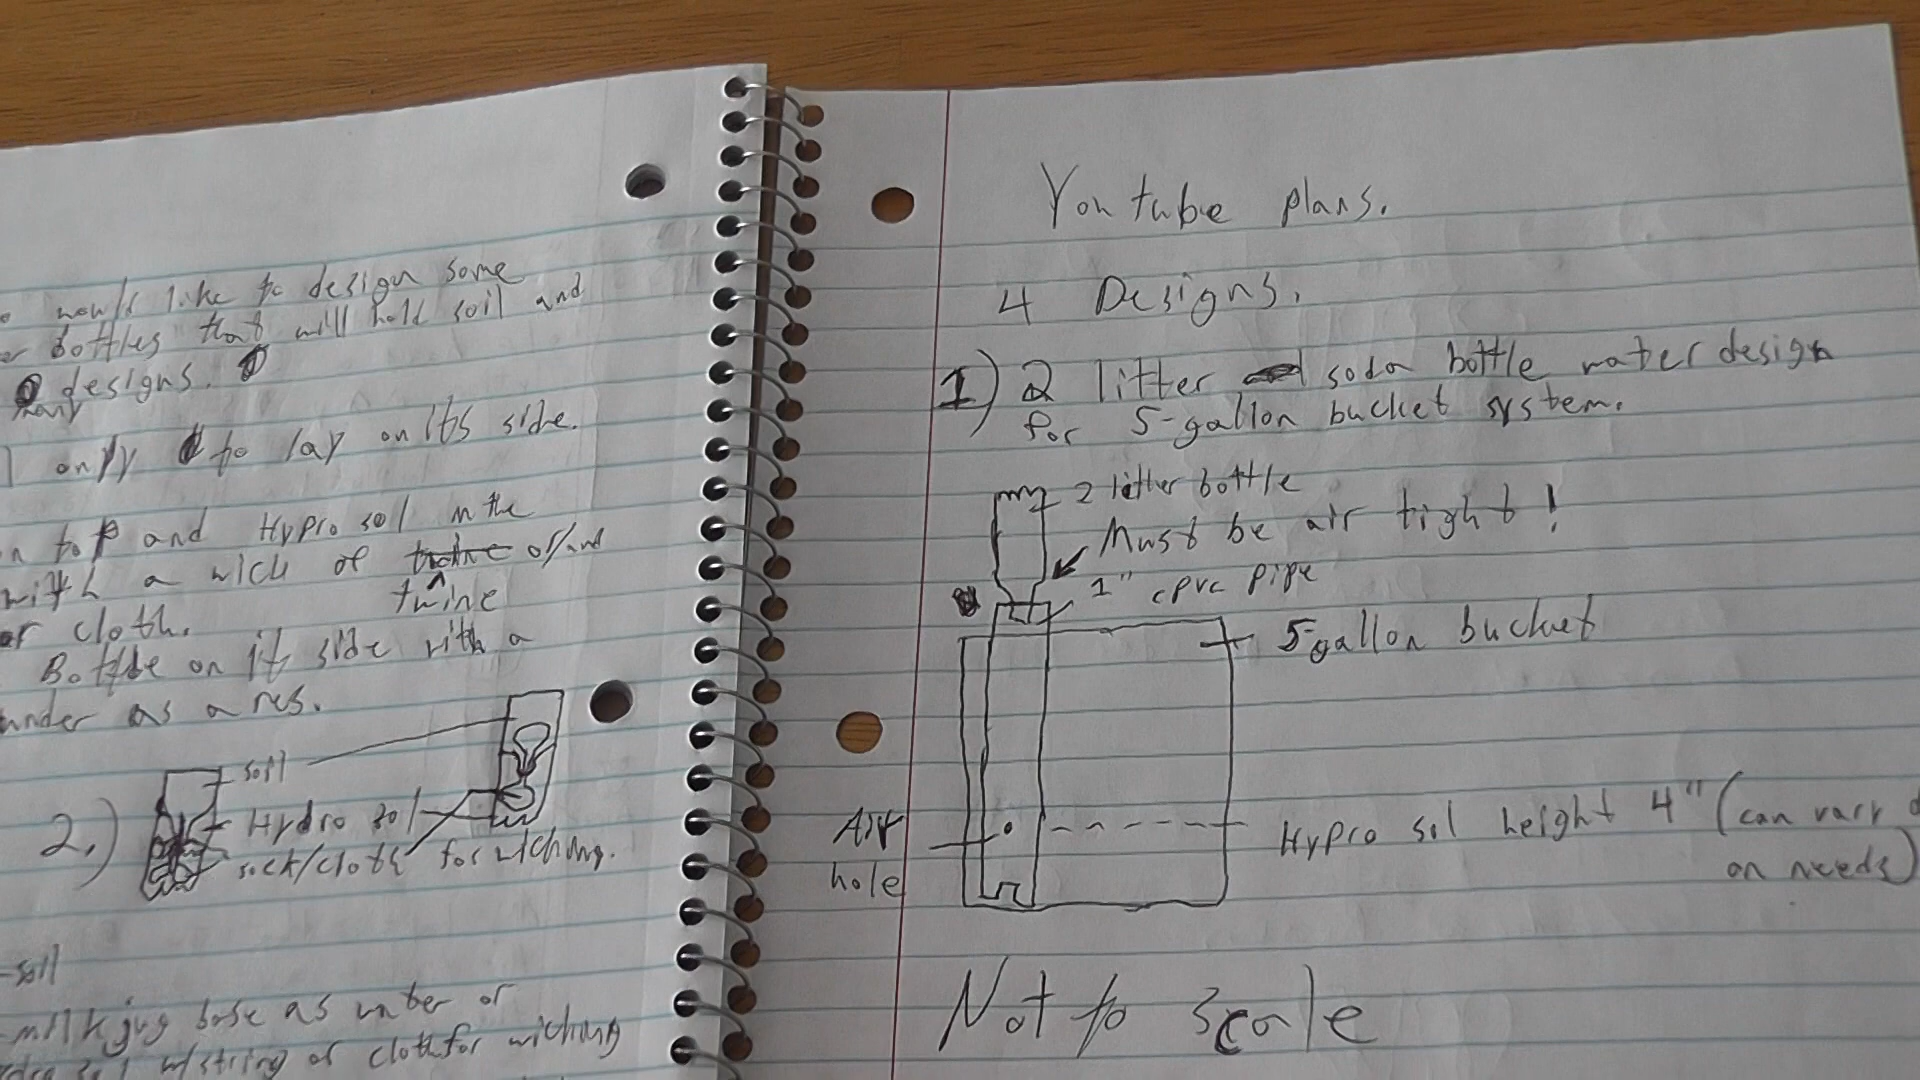 would like to design some
bottles that will hold soil and
designs.
many
only to lay on its side.
n top and Hypro sol in the
with a wick of of/and
twine
or cloth.
Bottle on its side with a
under as a res.
soil
2.) Hydro sol
sock/cloth for wicking.
-soil
-milk jug base as water or
w/string or cloth for wicking
Youtube plans.
4 Designs.
1) 2 litter soda bottle water design
for 5-gallon bucket system.
2 litter bottle
Must be air tight!
1" cpvc pipe
5-gallon bucket
Air
hole
Hypro sol height 4" (can vary
on needs)
Not to Scale